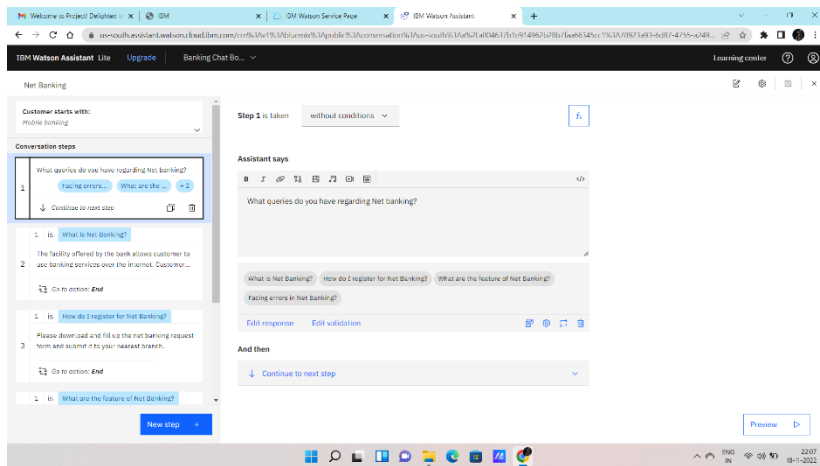 Welcome to Project! Delighted t
IBM
IBM Watson Service Page
IBM Watson Assistant
IBM Watson Assistant Lite
Upgrade
Banking Chat Bo...
Learning center
Net Banking
Customer starts with:
Mobile banking
Conversation steps
1
What queries do you have regarding Net banking?
Facing errors...
What are the ...
+ 2
Continue to next step
1 is What is Net Banking?
2
The facility offered by the bank allows customer to
use banking services over the internet. Customer...
Go to action: End
1 is How do I register for Net Banking?
3
Please download and fill up the net banking request
form and submit it to your nearest branch.
Go to action: End
1 is What are the feature of Net Banking?
New step +
Step 1 is taken without conditions
fx
Assistant says
B I
</>
What queries do you have regarding Net banking?
What is Net Banking? How do I register for Net Banking? What are the feature of Net Banking?
Facing errors in Net Banking?
Edit response Edit validation
And then
Continue to next step
Preview
ENG
IN
22:07
18-11-2022